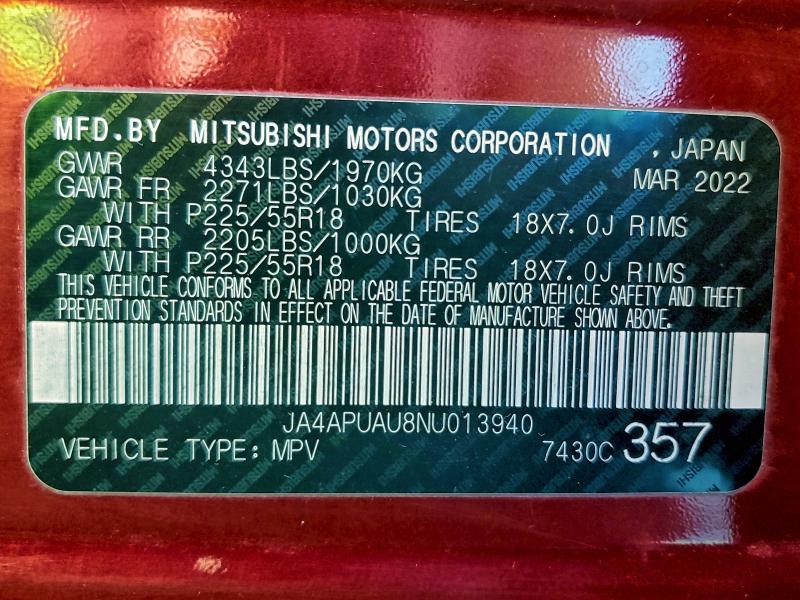 MFD.BY MITSUBISHI MOTORS CORPORATION , JAPAN
GVWR 4343LBS/1970KG MAR 2022
GAWR FR 2271LBS/1030KG
WITH P225/55R18 TIRES 18X7.0J RIMS
GAWR RR 2205LBS/1000KG
WITH P225/55R18 TIRES 18X7.0J RIMS
THIS VEHICLE CONFORMS TO ALL APPLICABLE FEDERAL MOTOR VEHICLE SAFETY AND THEFT
PREVENTION STANDARDS IN EFFECT ON THE DATE OF MANUFACTURE SHOWN ABOVE.
JA4APUAU8NU013940
VEHICLE TYPE: MPV 7430C 357